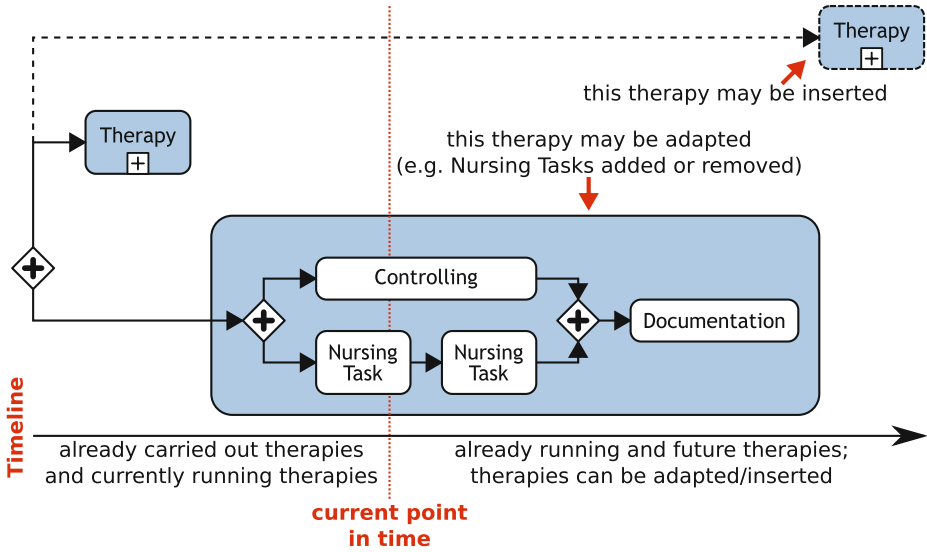 Therapy
this therapy may be inserted
Therapy
this therapy may be adapted
(e.g. Nursing Tasks added or removed)
Controlling
Nursing
Task
Nursing
Task
Documentation
Timeline
already carried out therapies
and currently running therapies
already running and future therapies;
therapies can be adapted/inserted
current point
in time